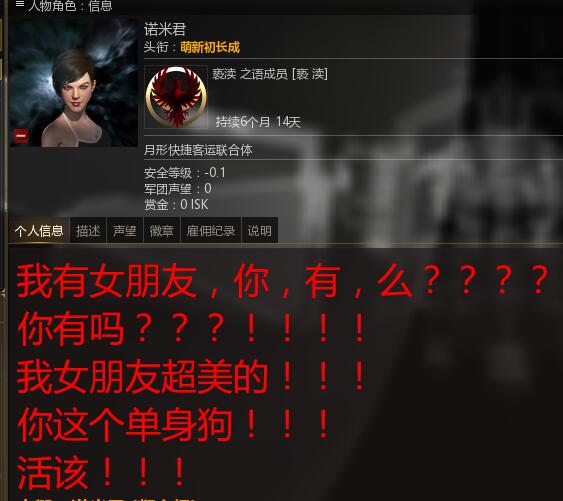 人物角色：信息
诺米君
头衔：萌新初长成
亵渎 之语成员 [亵 渎]
持续6个月 14天
月形快捷客运联合体
安全等级：-0.1
军团声望：0
赏金：0 ISK
个人信息 描述 声望 徽章 雇佣纪录 说明
我有女朋友，你，有，么？？？？
你有吗？？？！！！！
我女朋友超美的！！！
你这个单身狗！！！
活该！！！